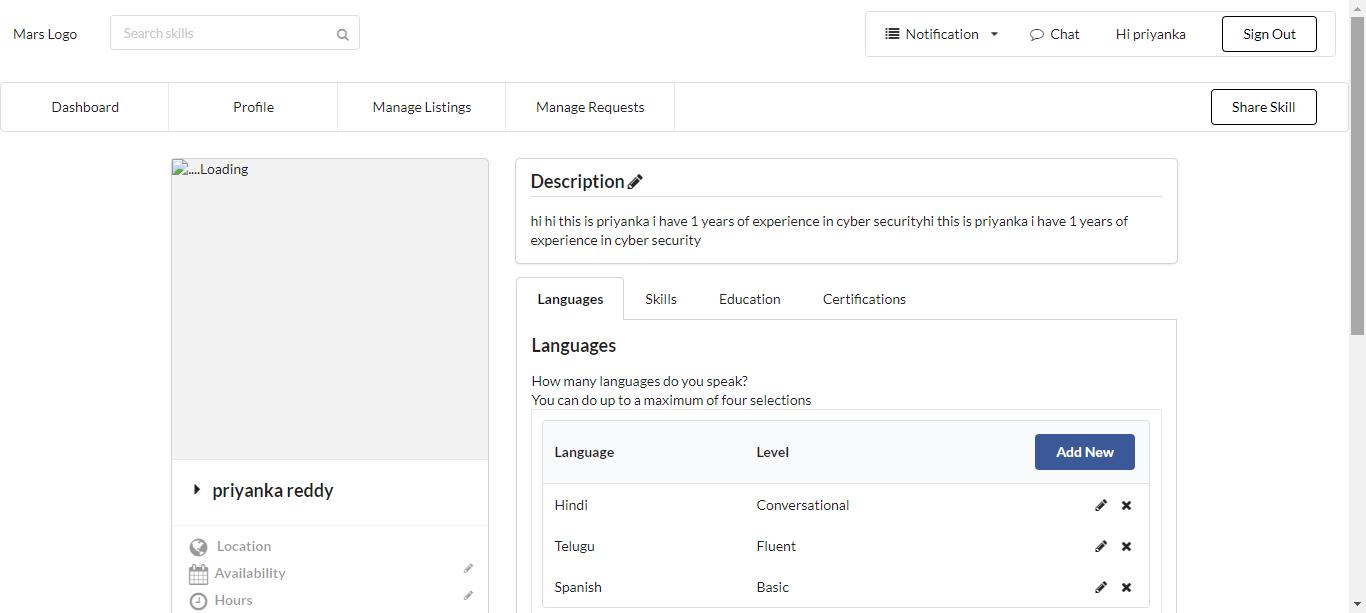 Mars Logo
Search skills
Notification
Chat
Hi priyanka
Sign Out
Dashboard
Profile
Manage Listings
Manage Requests
Share Skill
....Loading
priyanka reddy
Location
Availability
Hours
Description
hi hi this is priyanka i have 1 years of experience in cyber securityhi this is priyanka i have 1 years of
experience in cyber security
Languages
Skills
Education
Certifications
Languages
How many languages do you speak?
You can do up to a maximum of four selections
Language
Level
Add New
Hindi
Conversational
Telugu
Fluent
Spanish
Basic